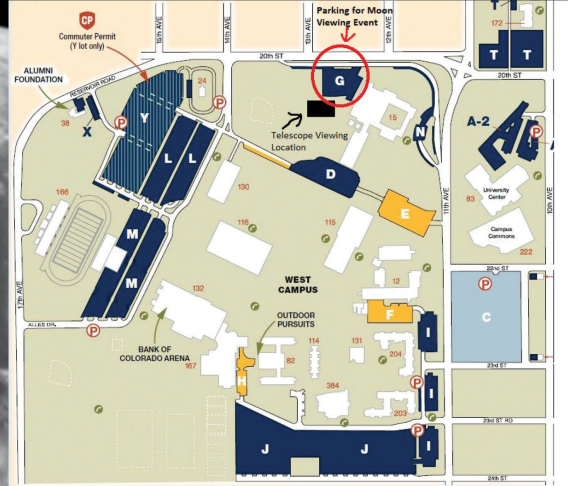 Parking for Moon
Viewing Event
CP
Commuter Permit
(Y lot only)
15th AVE
14th AVE
13th AVE
12th AVE
T
172
T
T
20th ST
20th ST
ALUMNI
FOUNDATION
RESERVOIR ROAD
24
G
P
P
P
38
X
Y
Telescope Viewing
Location
15
N
A-2
P
L
L
D
130
E
11th AVE
10th AVE
University
Center
83
166
116
115
Campus
Commons
222
M
M
17th AVE
WEST
CAMPUS
132
12
22nd ST
P
C
F
OUTDOOR
PURSUITS
I
ALLES DR.
P
BANK OF
COLORADO ARENA
167
H
82
114
131
204
23rd ST
384
203
P
I
23rd ST RD
P
J
J
I
24th ST